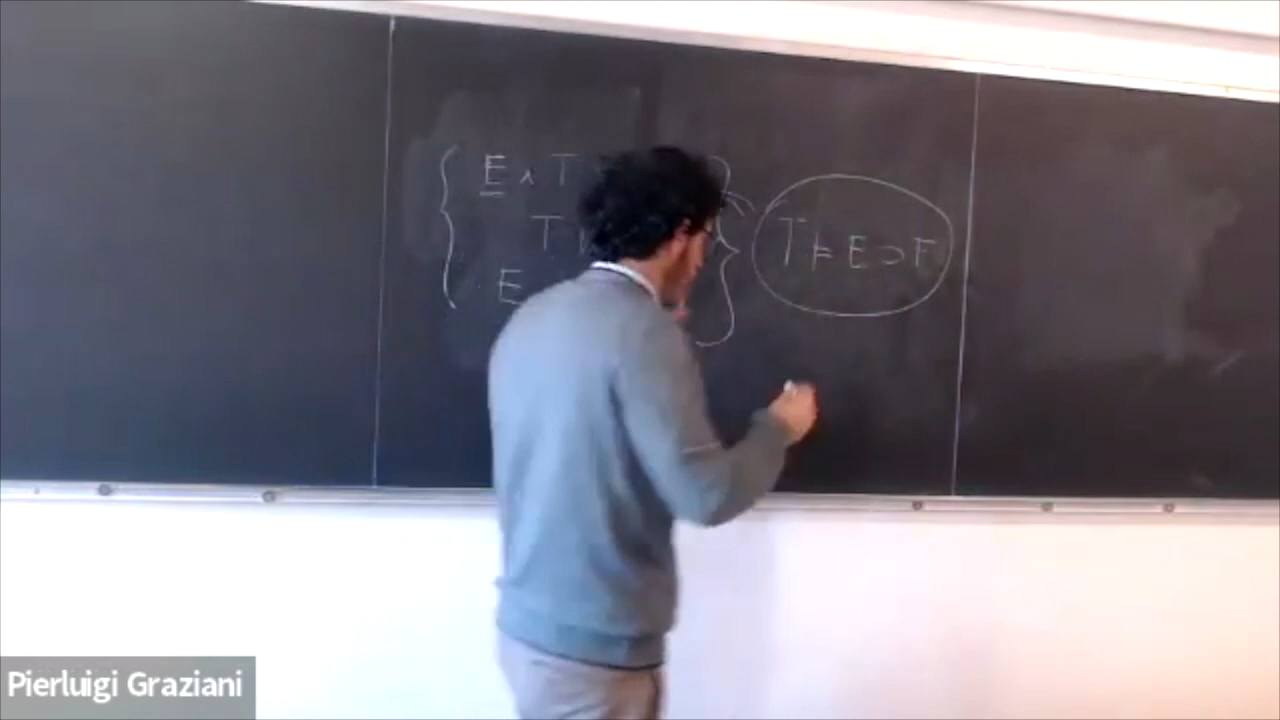 E ∧ T
T
E
T ⊨ E ⊃ F
Pierluigi Graziani